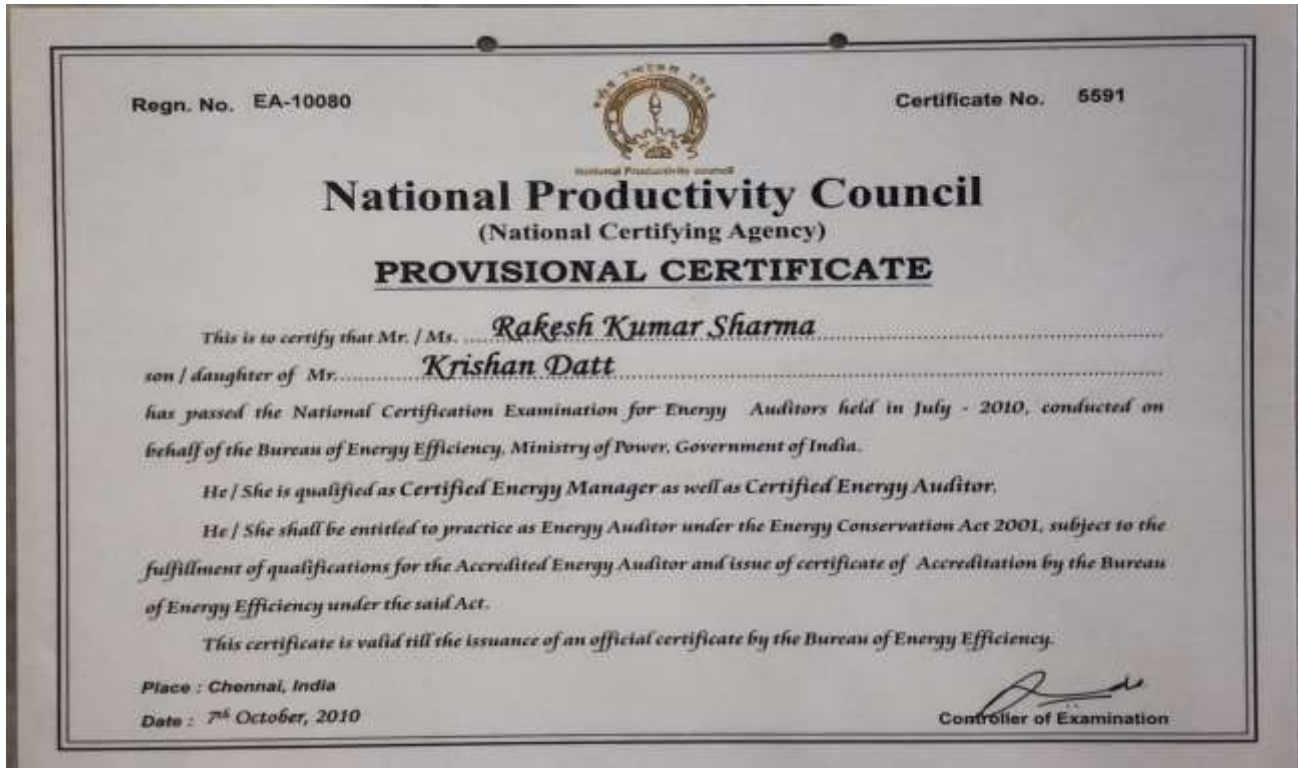 Regn. No. EA-10080
Certificate No. 5591
National Productivity council
National Productivity Council
(National Certifying Agency)
PROVISIONAL CERTIFICATE
This is to certify that Mr. / Ms. ..... Rakesh Kumar Sharma
son / daughter of Mr. ............ Krishan Datt
has passed the National Certification Examination for Energy Auditors held in July - 2010, conducted on
behalf of the Bureau of Energy Efficiency, Ministry of Power, Government of India.
He / She is qualified as Certified Energy Manager as well as Certified Energy Auditor.
He / She shall be entitled to practice as Energy Auditor under the Energy Conservation Act 2001, subject to the
fulfillment of qualifications for the Accredited Energy Auditor and issue of certificate of Accreditation by the Bureau
of Energy Efficiency under the said Act.
This certificate is valid till the issuance of an official certificate by the Bureau of Energy Efficiency.
Place : Chennai, India
Date : 7th October, 2010
Controller of Examination